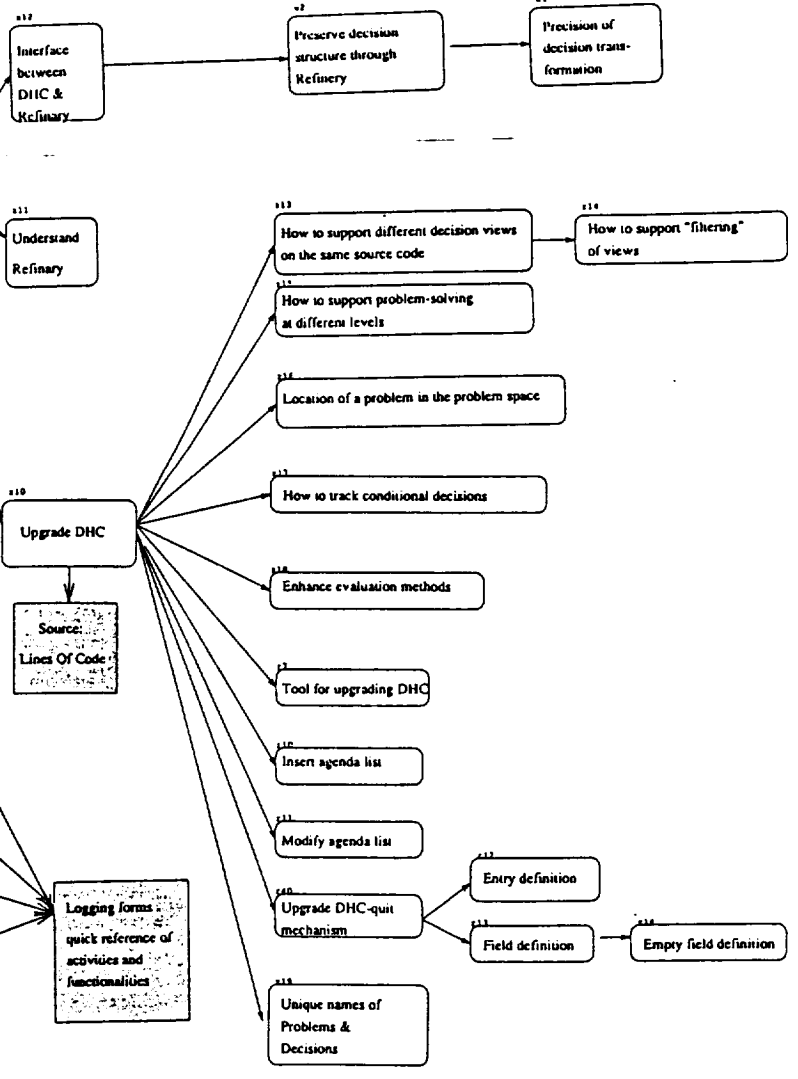 s12
Interface
between
DHC &
Refinary
Preserve decision
structure through
Refinery
Precision of
decision trans-
formation
s11
Understand
Refinary
s13
How to support different decision views
on the same source code
s14
How to support "filtering"
of views
How to support problem-solving
at different levels
Location of a problem in the problem space
How to track conditional decisions
s10
Upgrade DHC
Source:
Lines Of Code
Enhance evaluation methods
Tool for upgrading DHC
Insert agenda list
Modify agenda list
Upgrade DHC-quit
mechanism
Entry definition
Field definition
Empty field definition
Logging forms
quick reference of
activities and
functionalities
Unique names of
Problems &
Decisions